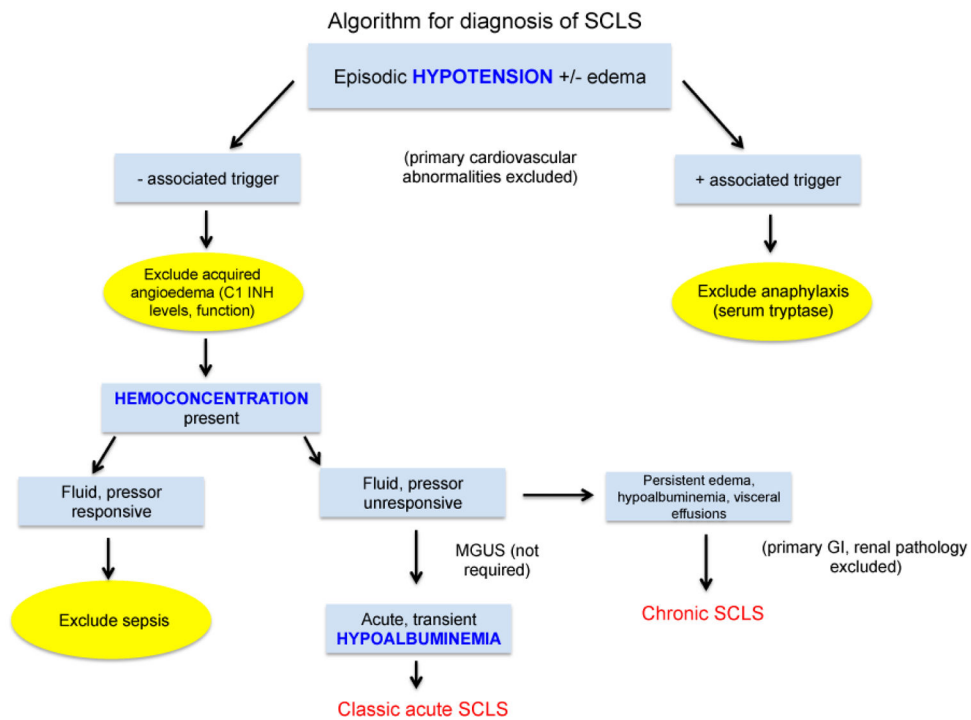 Algorithm for diagnosis of SCLS
Episodic HYPOTENSION +/- edema
- associated trigger
(primary cardiovascular
abnormalities excluded)
+ associated trigger
Exclude acquired
angioedema (C1 INH
levels, function)
Exclude anaphylaxis
(serum tryptase)
HEMOCONCENTRATION
present
Fluid, pressor
responsive
Fluid, pressor
unresponsive
Persistent edema,
hypoalbuminemia, visceral
effusions
MGUS (not
required)
(primary GI, renal pathology
excluded)
Exclude sepsis
Acute, transient
HYPOALBUMINEMIA
Chronic SCLS
Classic acute SCLS